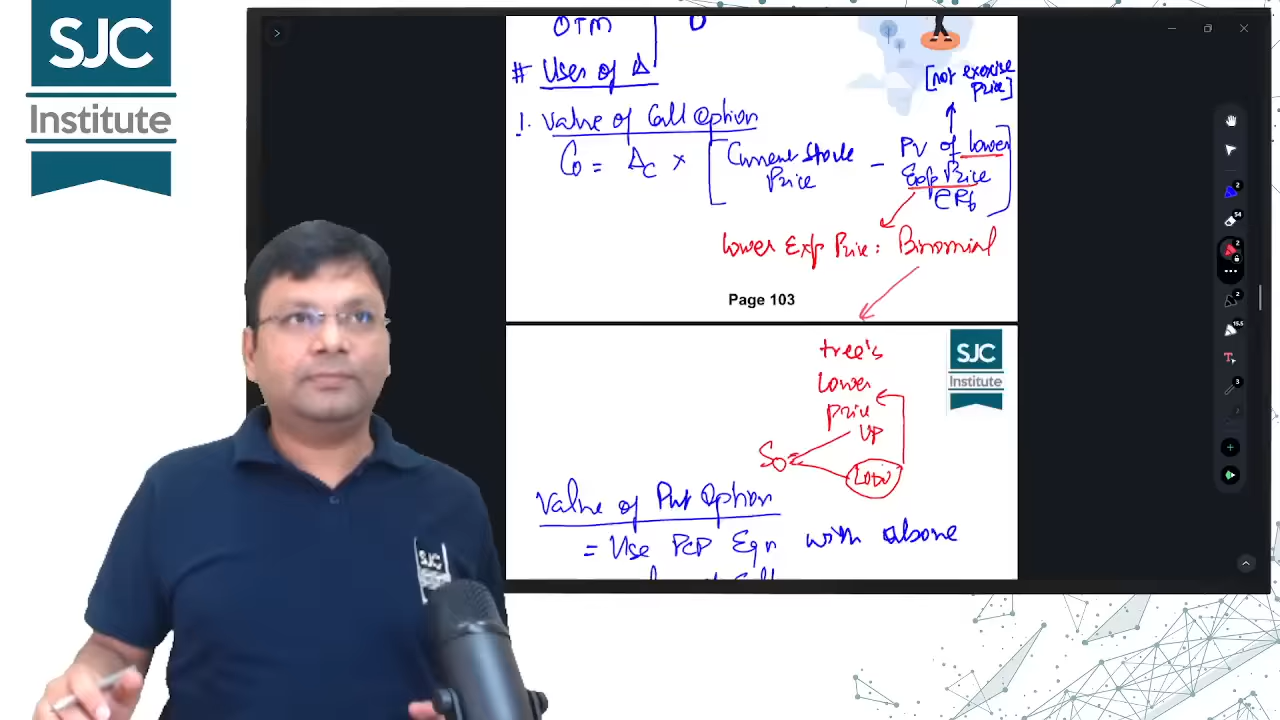 SJC
Institute
OTM 0
# Uses of Δ
[not exercise
price]
1. Value of Call Option
C0 = ΔC × [Current Stock
Price - PV of lower
Exp Price]
lower Exp Price: Binomial
Page 103
tree's
Lower
price
UP
S0
Low
SJC
Institute
Value of Put Option
= Use PCP Eqn with above
SJC